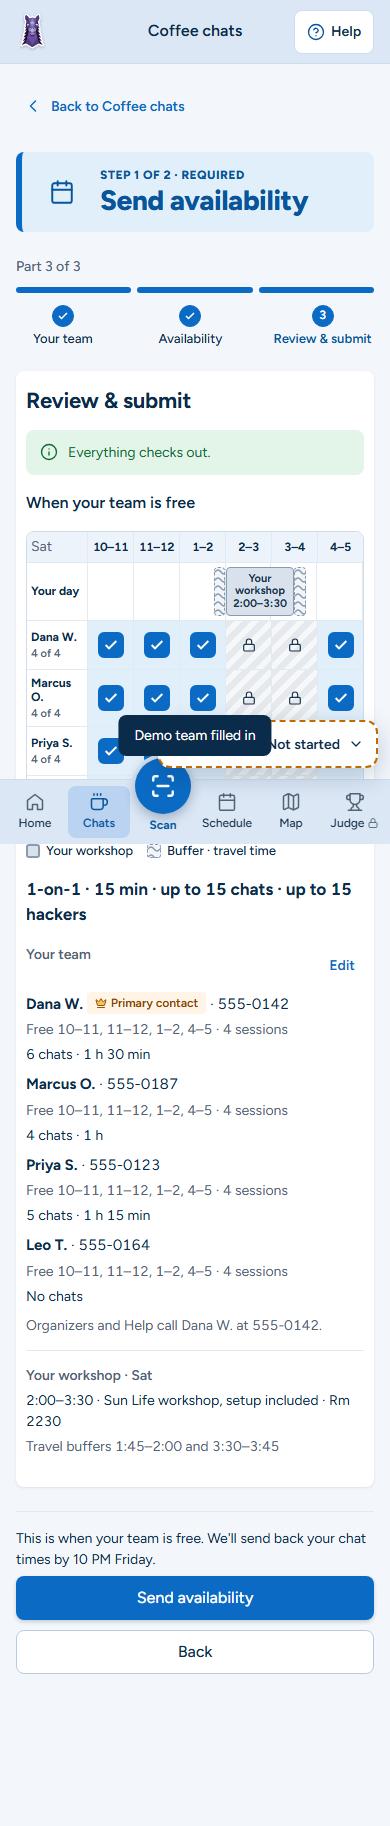 Coffee chats
Help
Back to Coffee chats
STEP 1 OF 2 · REQUIRED
Send availability
Part 3 of 3
3
Your team
Availability
Review & submit
Review & submit
Everything checks out.
When your team is free
Sat
10–11
11–12
1–2
2–3
3–4
4–5
Your day
Your
workshop
2:00–3:30
Dana W.
4 of 4
Marcus
O.
4 of 4
Priya S.
4 of 4
Demo team filled in
Not started
Home
Chats
Scan
Schedule
Map
Judge
Your workshop
Buffer · travel time
1-on-1 · 15 min · up to 15 chats · up to 15
hackers
Your team
Edit
Dana W. Primary contact · 555-0142
Free 10–11, 11–12, 1–2, 4–5 · 4 sessions
6 chats · 1 h 30 min
Marcus O. · 555-0187
Free 10–11, 11–12, 1–2, 4–5 · 4 sessions
4 chats · 1 h
Priya S. · 555-0123
Free 10–11, 11–12, 1–2, 4–5 · 4 sessions
5 chats · 1 h 15 min
Leo T. · 555-0164
Free 10–11, 11–12, 1–2, 4–5 · 4 sessions
No chats
Organizers and Help call Dana W. at 555-0142.
Your workshop · Sat
2:00–3:30 · Sun Life workshop, setup included · Rm
2230
Travel buffers 1:45–2:00 and 3:30–3:45
This is when your team is free. We'll send back your chat
times by 10 PM Friday.
Send availability
Back